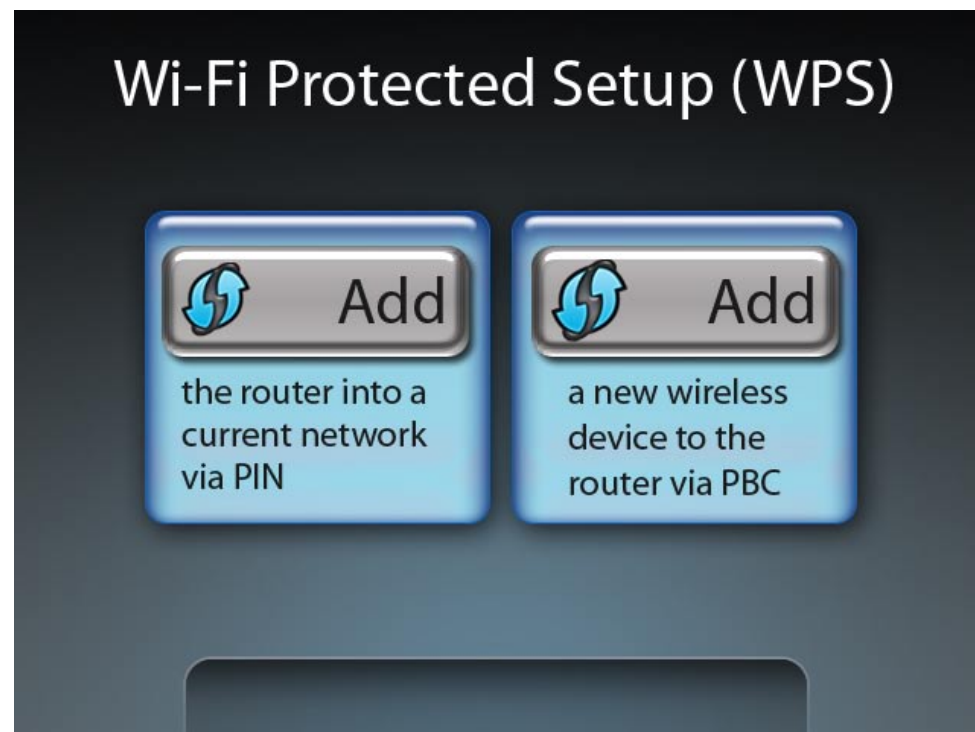 Wi-Fi Protected Setup (WPS)
Add
the router into a
current network
via PIN
Add
a new wireless
device to the
router via PBC